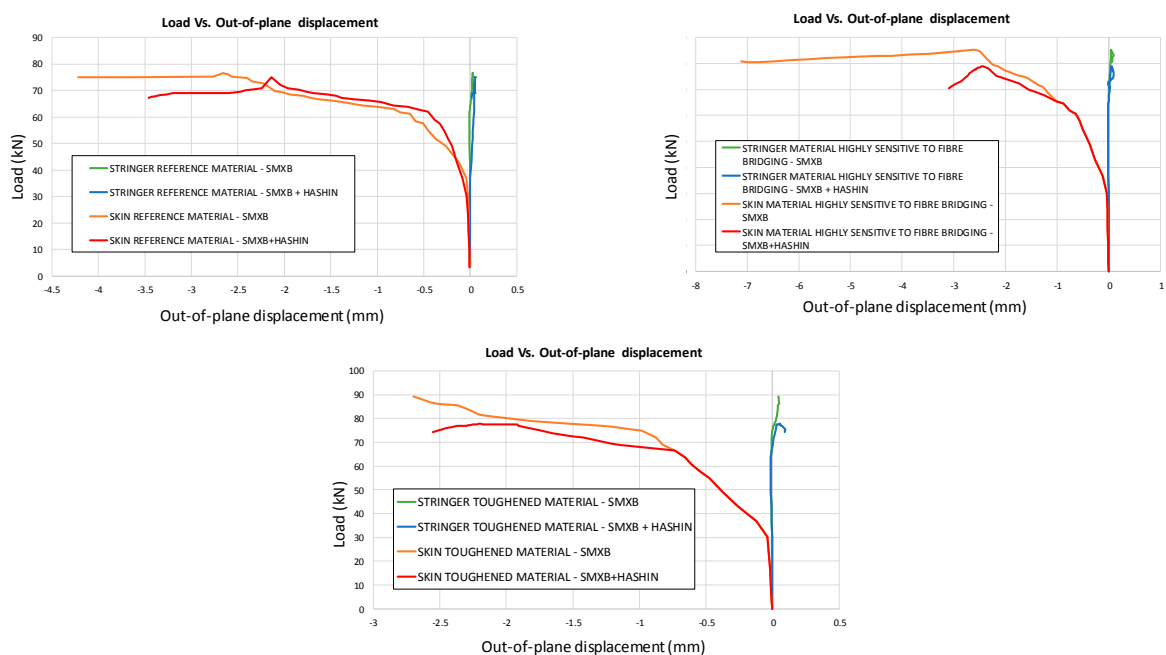 Load Vs. Out-of-plane displacement
90
80
70
60
50
40
30
20
10
0
Load (kN)
STRINGER REFERENCE MATERIAL - SMXB
STRINGER REFERENCE MATERIAL - SMXB + HASHIN
SKIN REFERENCE MATERIAL - SMXB
SKIN REFERENCE MATERIAL - SMXB+HASHIN
-4.5 -4 -3.5 -3 -2.5 -2 -1.5 -1 -0.5 0 0.5
Out-of-plane displacement (mm)
Load Vs. Out-of-plane displacement
Load (kN)
STRINGER MATERIAL HIGHLY SENSITIVE TO FIBRE
BRIDGING - SMXB
STRINGER MATERIAL HIGHLY SENSITIVE TO FIBRE
BRIDGING - SMXB + HASHIN
SKIN MATERIAL HIGHLY SENSITIVE TO FIBRE BRIDGING -
SMXB
SKIN MATERIAL HIGHLY SENSITIVE TO FIBRE BRIDGING -
SMXB+HASHIN
-8 -7 -6 -5 -4 -3 -2 -1 0 1
Out-of-plane displacement (mm)
Load Vs. Out-of-plane displacement
100
90
80
70
60
50
40
30
20
10
0
Load (kN)
STRINGER TOUGHENED MATERIAL - SMXB
STRINGER TOUGHENED MATERIAL - SMXB + HASHIN
SKIN TOUGHENED MATERIAL - SMXB
SKIN TOUGHENED MATERIAL - SMXB+HASHIN
-3 -2.5 -2 -1.5 -1 -0.5 0 0.5
Out-of-plane displacement (mm)